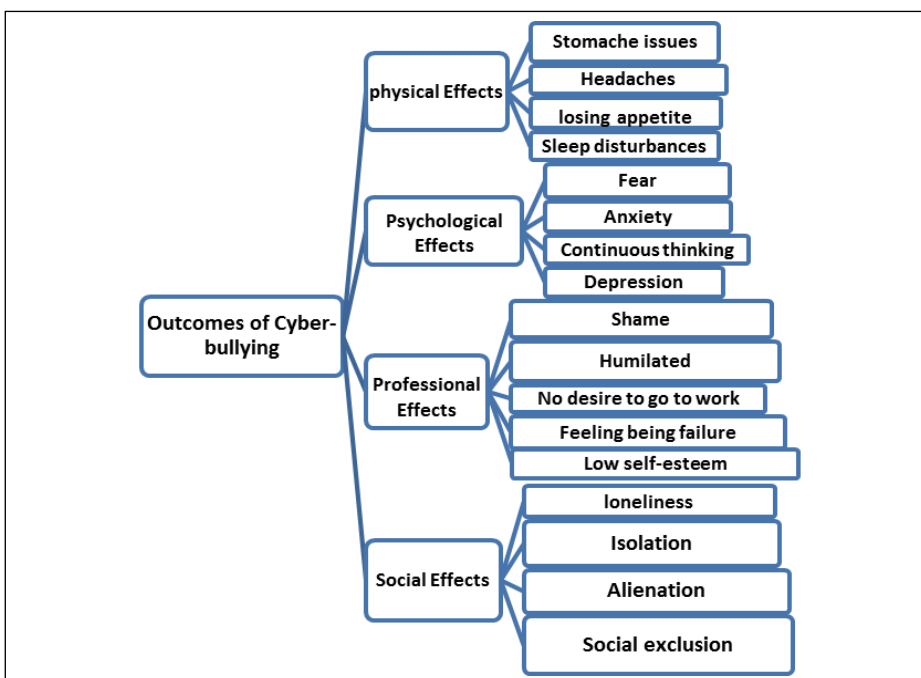 Outcomes of Cyber-
bullying
physical Effects
Stomache issues
Headaches
losing appetite
Sleep disturbances
Psychological
Effects
Fear
Anxiety
Continuous thinking
Depression
Professional
Effects
Shame
Humilated
No desire to go to work
Feeling being failure
Low self-esteem
Social Effects
loneliness
Isolation
Alienation
Social exclusion